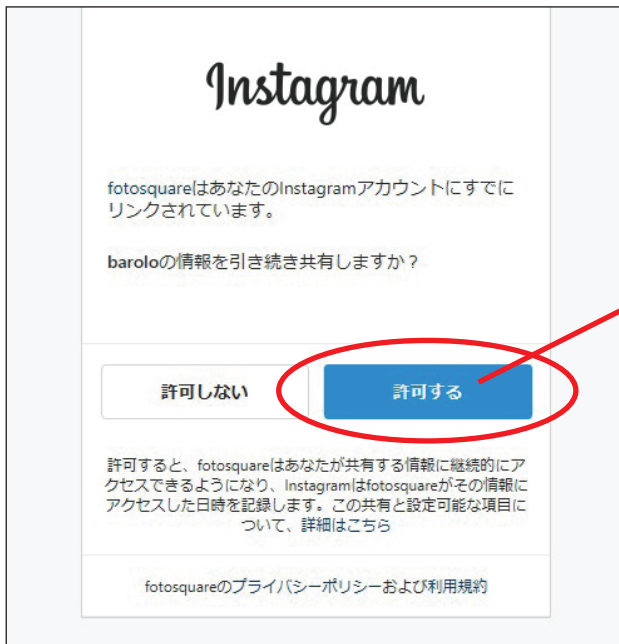 Instagram
fotosquareはあなたのInstagramアカウントにすでに
リンクされています。
baroloの情報を引き続き共有しますか？
許可しない
許可する
許可すると、fotosquareはあなたが共有する情報に継続的にア
クセスできるようになり、Instagramはfotosquareがその情報に
アクセスした日時を記録します。この共有と設定可能な項目に
ついて、詳細はこちら
fotosquareのプライバシーポリシーおよび利用規約